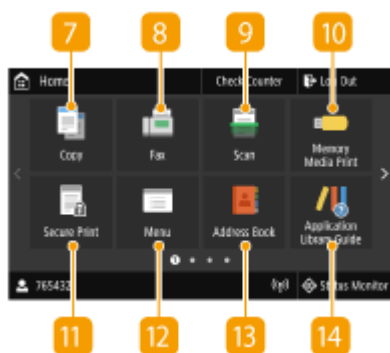 7 8 9 10
Home Check Counter Log Out
Copy Fax Scan Memory
Media Print
Secure Print Menu Address Book Application
Library Guide
765432 Status Monitor
11 12 13 14